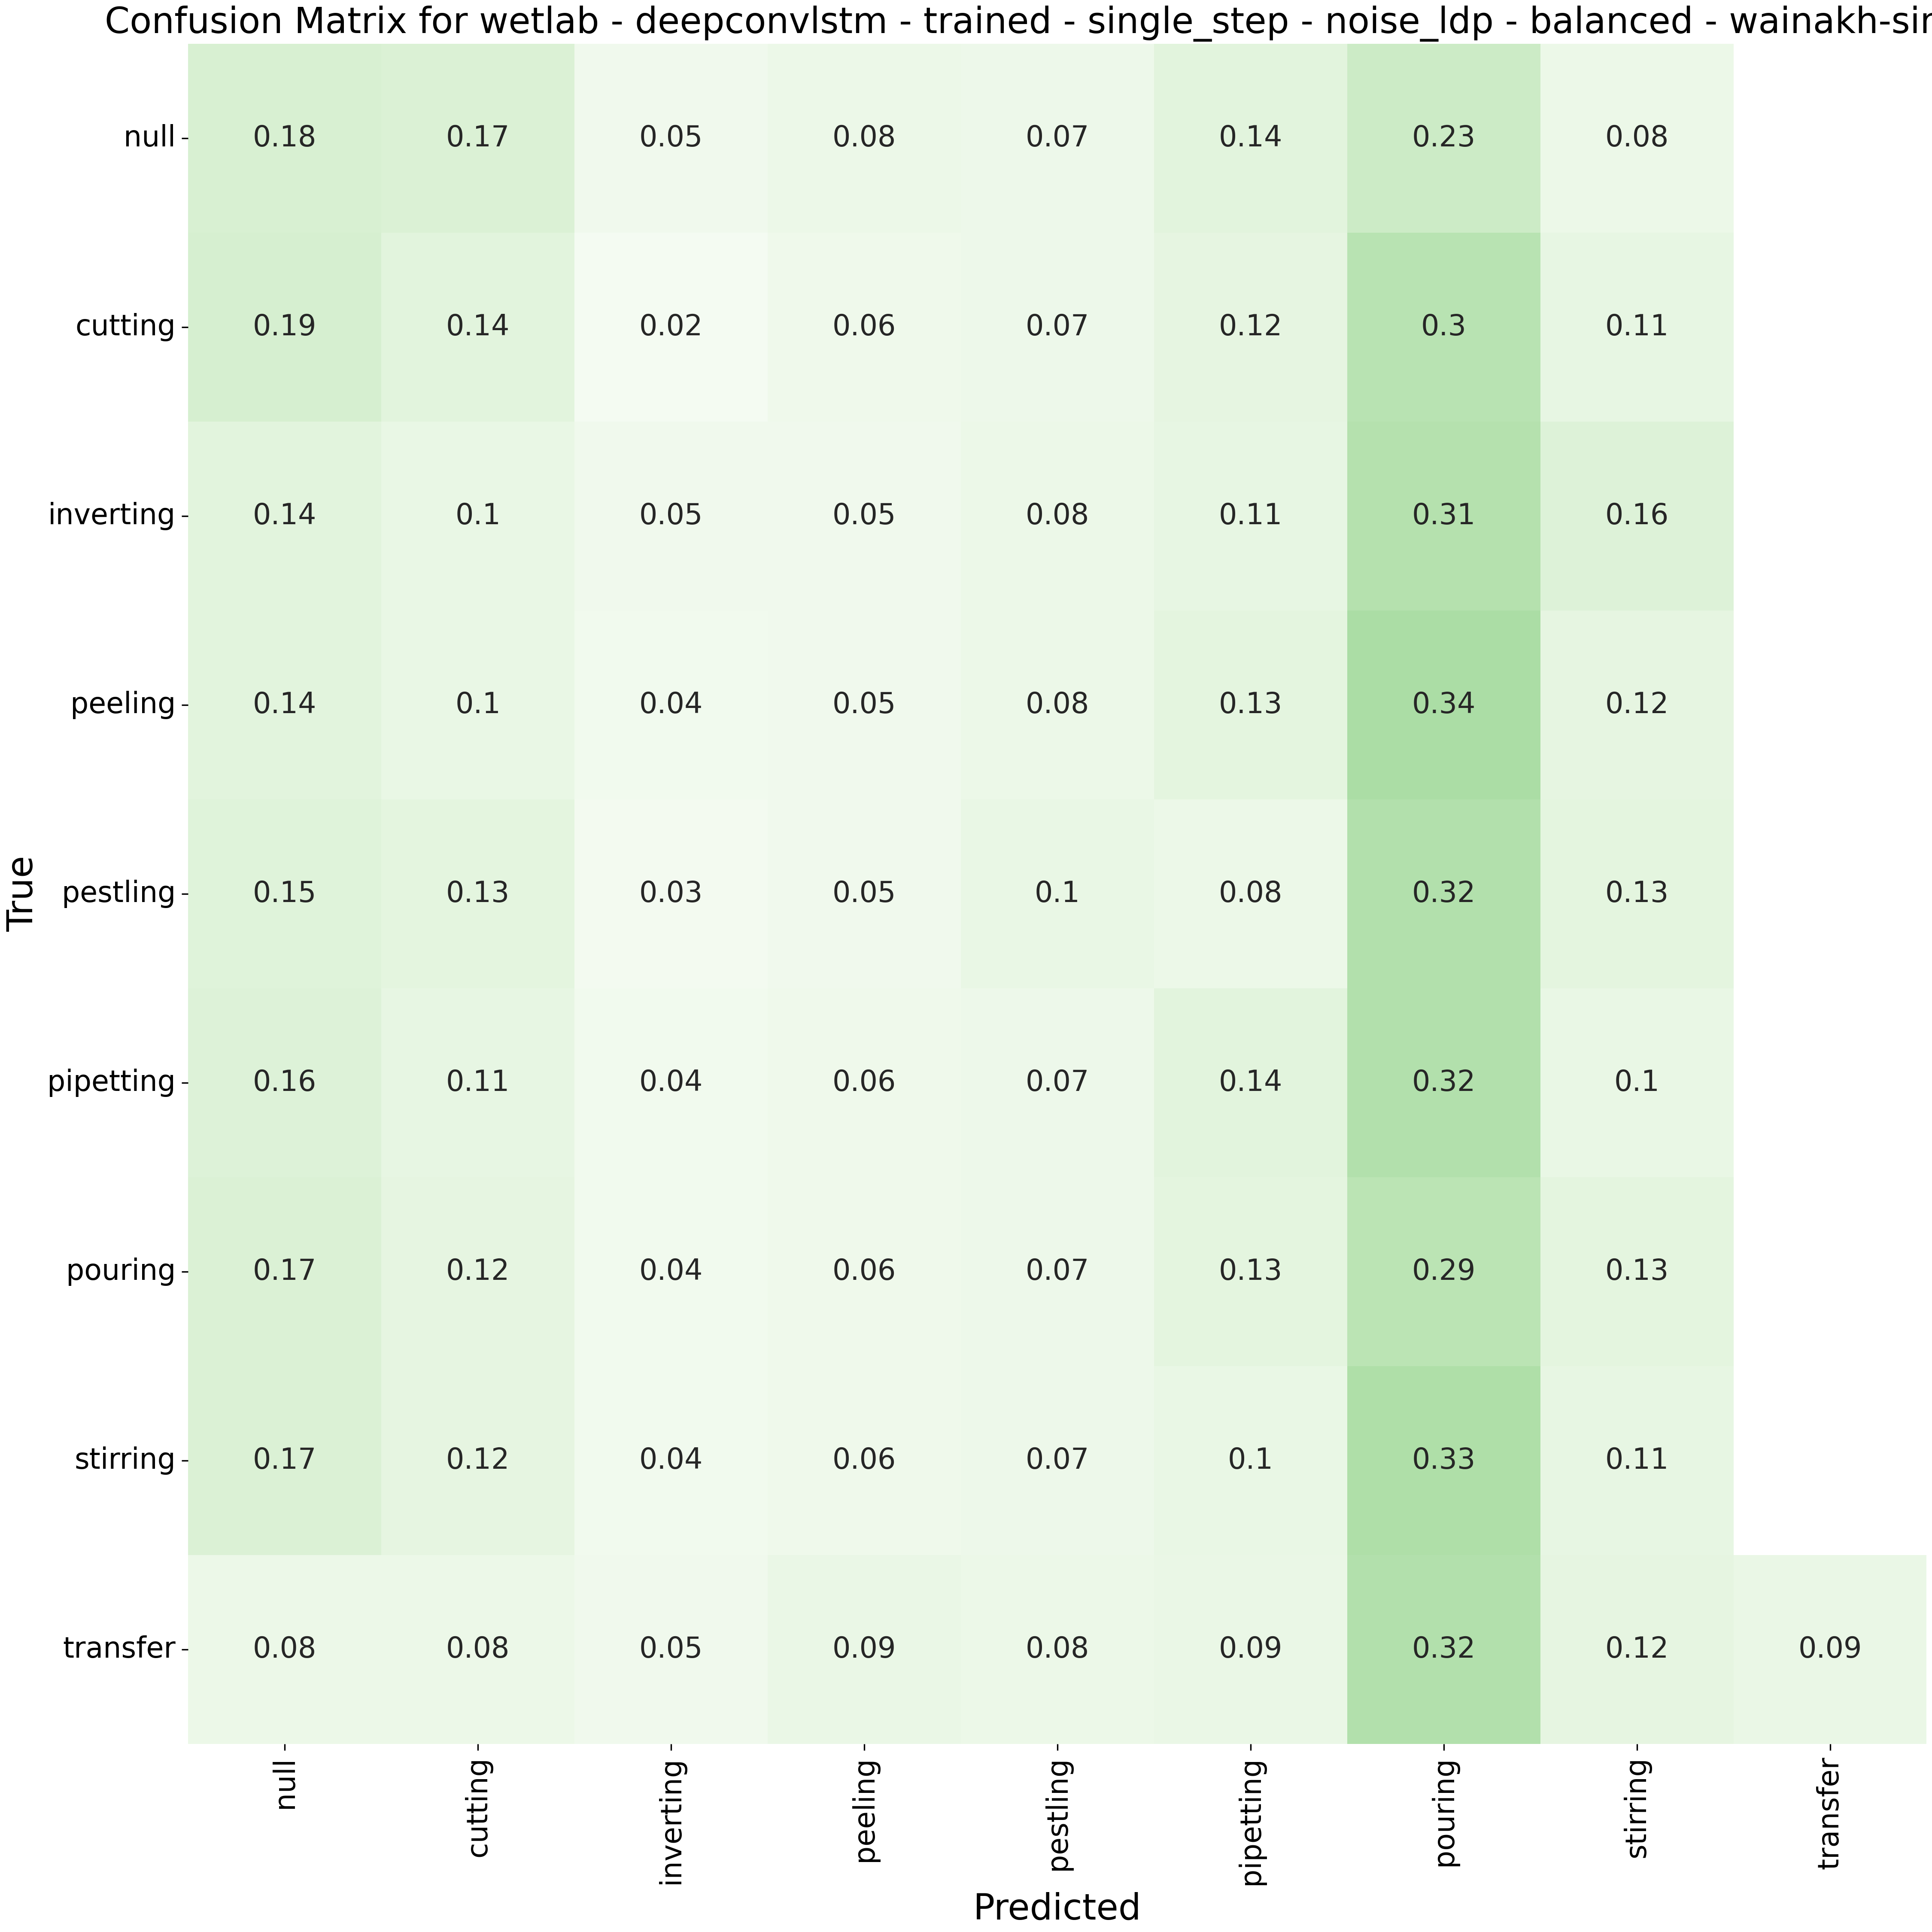 Confusion Matrix for wetlab - deepconvlstm - trained - single_step - noise_ldp - balanced - wainakh-sim
null 0.18 0.17 0.05 0.08 0.07 0.14 0.23 0.08
cutting 0.19 0.14 0.02 0.06 0.07 0.12 0.3 0.11
inverting 0.14 0.1 0.05 0.05 0.08 0.11 0.31 0.16
peeling 0.14 0.1 0.04 0.05 0.08 0.13 0.34 0.12
True
pestling 0.15 0.13 0.03 0.05 0.1 0.08 0.32 0.13
pipetting 0.16 0.11 0.04 0.06 0.07 0.14 0.32 0.1
pouring 0.17 0.12 0.04 0.06 0.07 0.13 0.29 0.13
stirring 0.17 0.12 0.04 0.06 0.07 0.1 0.33 0.11
transfer 0.08 0.08 0.05 0.09 0.08 0.09 0.32 0.12 0.09
null cutting inverting peeling pestling pipetting pouring stirring transfer
Predicted